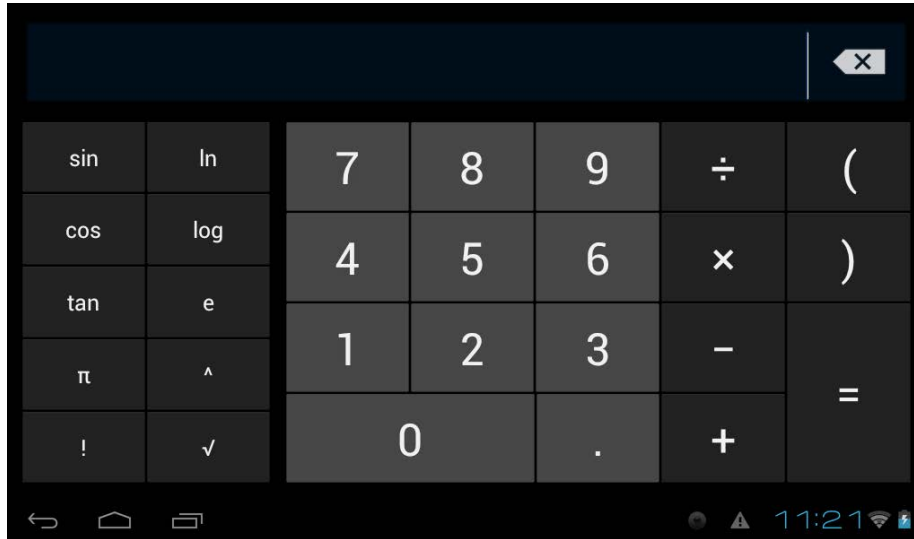 sin ln 7 8 9 ÷ (
cos log 4 5 6 × )
tan e 1 2 3 −
π ^ =
! √ 0 . +
11:21